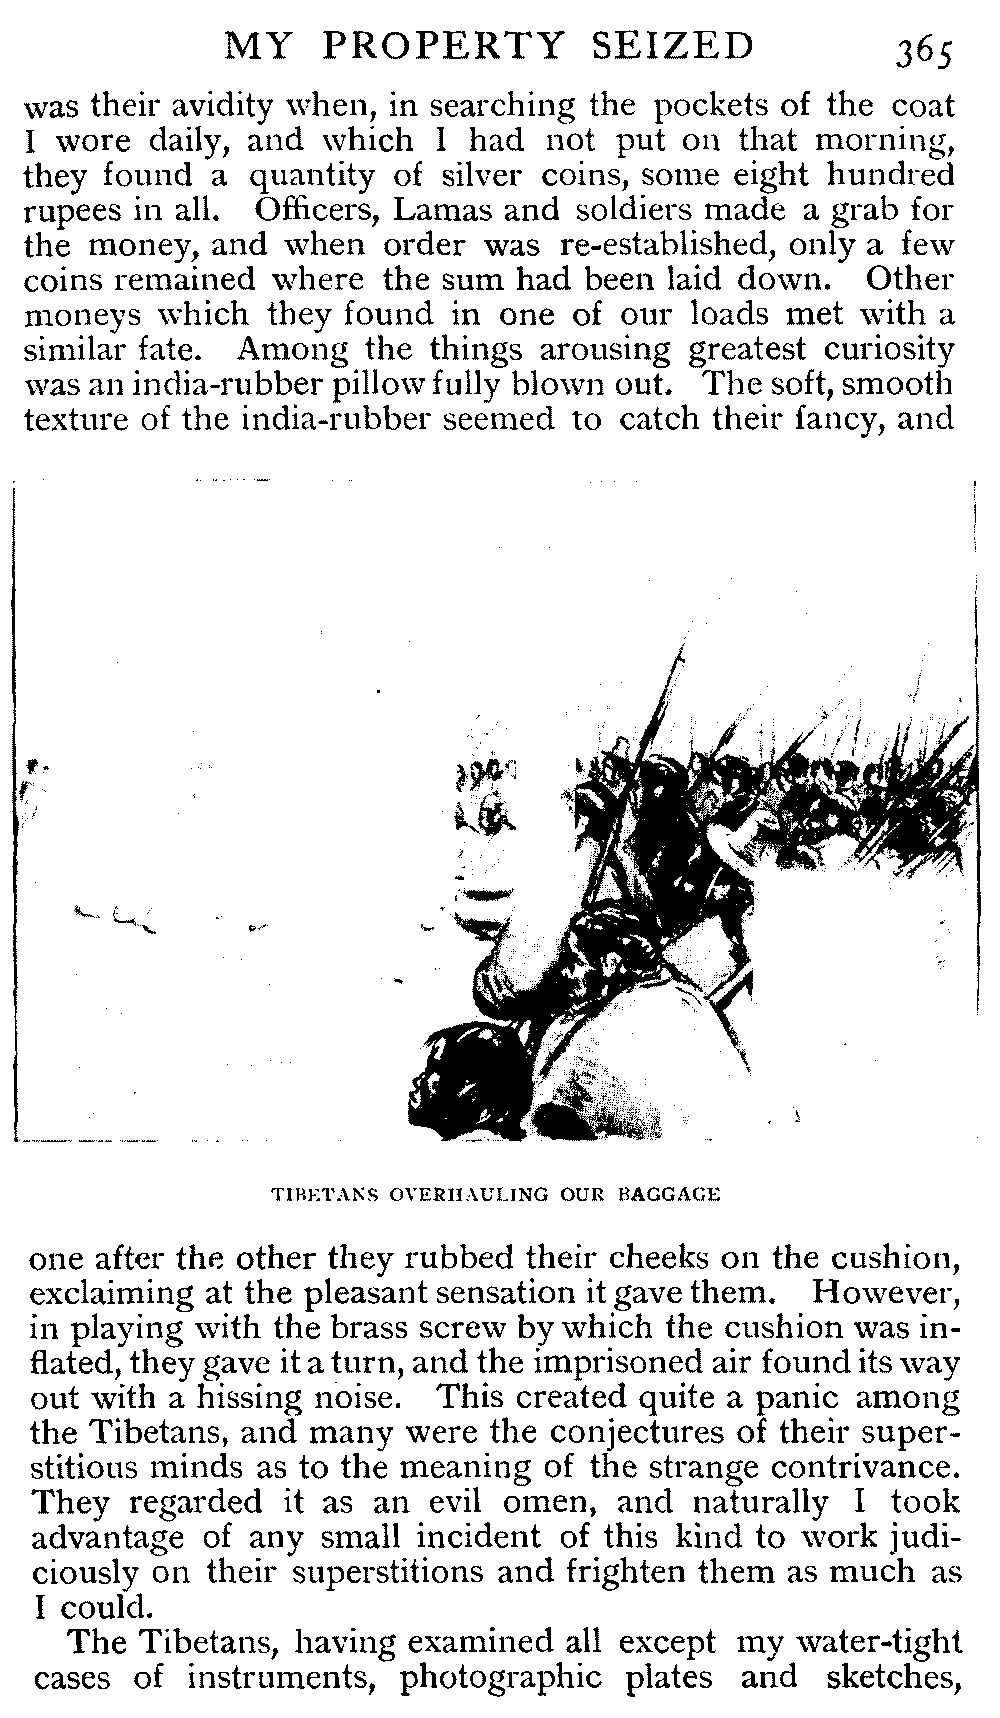 MY PROPERTY SEIZED 365
was their avidity when, in searching the pockets of the coat
I wore daily, and which I had not put on that morning,
they found a quantity of silver coins, some eight hundred
rupees in all. Officers, Lamas and soldiers made a grab for
the money, and when order was re-established, only a few
coins remained where the sum had been laid down. Other
moneys which they found in one of our loads met with a
similar fate. Among the things arousing greatest curiosity
was an india-rubber pillow fully blown out. The soft, smooth
texture of the india-rubber seemed to catch their fancy, and
TIBETANS OVERHAULING OUR BAGGAGE
one after the other they rubbed their cheeks on the cushion,
exclaiming at the pleasant sensation it gave them. However,
in playing with the brass screw by which the cushion was in-
flated, they gave it a turn, and the imprisoned air found its way
out with a hissing noise. This created quite a panic among
the Tibetans, and many were the conjectures of their super-
stitious minds as to the meaning of the strange contrivance.
They regarded it as an evil omen, and naturally I took
advantage of any small incident of this kind to work judi-
ciously on their superstitions and frighten them as much as
I could.
The Tibetans, having examined all except my water-tight
cases of instruments, photographic plates and sketches,